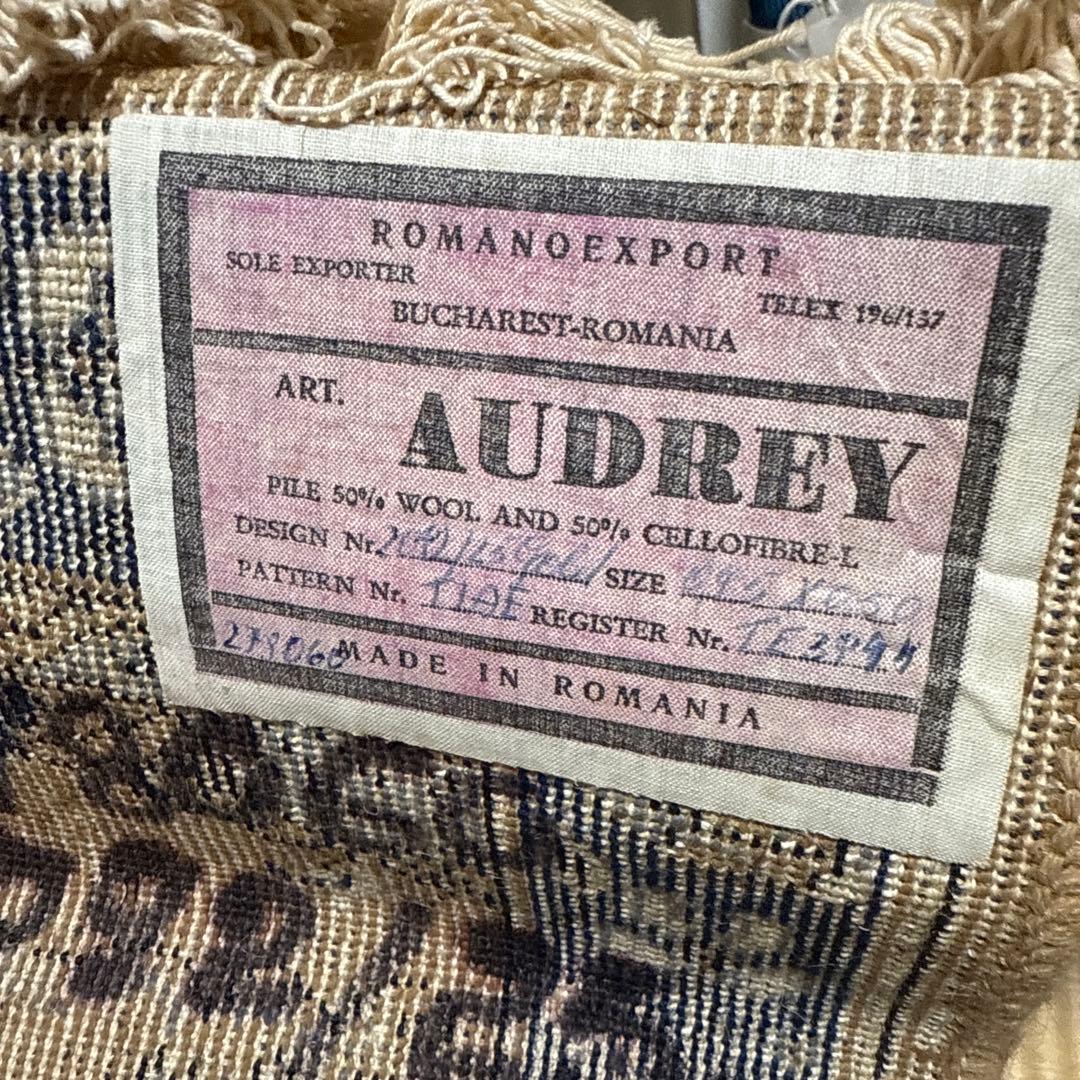 ROMANOEXPORT
SOLE EXPORTER
TELEX 196/137
BUCHAREST-ROMANIA
ART. AUDREY
PILE 50% WOOL AND 50% CELLOFIBRE-L
DESIGN Nr. SIZE
PATTERN Nr. REGISTER Nr.
278060
MADE IN ROMANIA